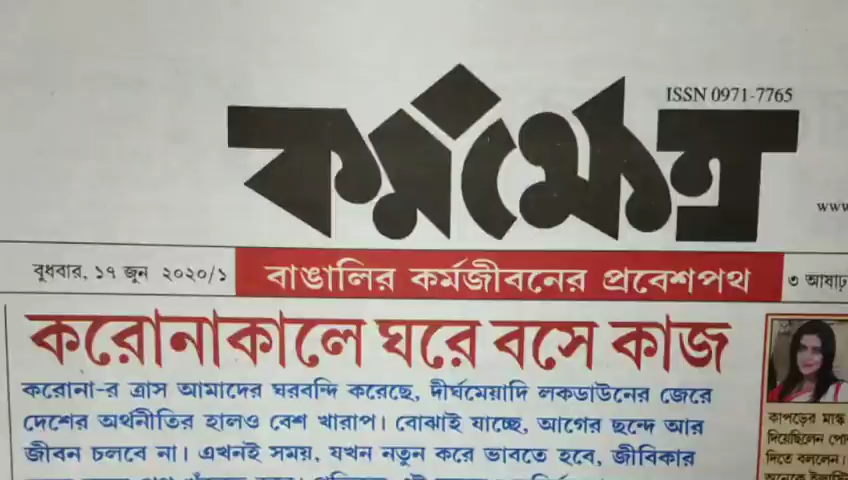 ISSN 0971-7765
কর্মক্ষেত্র
www
বুধবার, ১৭ জুন ২০২০/১
বাঙালির কর্মজীবনের প্রবেশপথ
৩ আষাঢ়
করোনাকালে ঘরে বসে কাজ
করোনা-র ত্রাস আমাদের ঘরবন্দি করেছে, দীর্ঘমেয়াদি লকডাউনের জেরে
দেশের অর্থনীতির হালও বেশ খারাপ। বোঝাই যাচ্ছে, আগের ছন্দে আর
জীবন চলবে না। এখনই সময়, যখন নতুন করে ভাবতে হবে, জীবিকার
কাপড়ের মাস্ক
দিয়েছিলেন
দিতে বললেন।